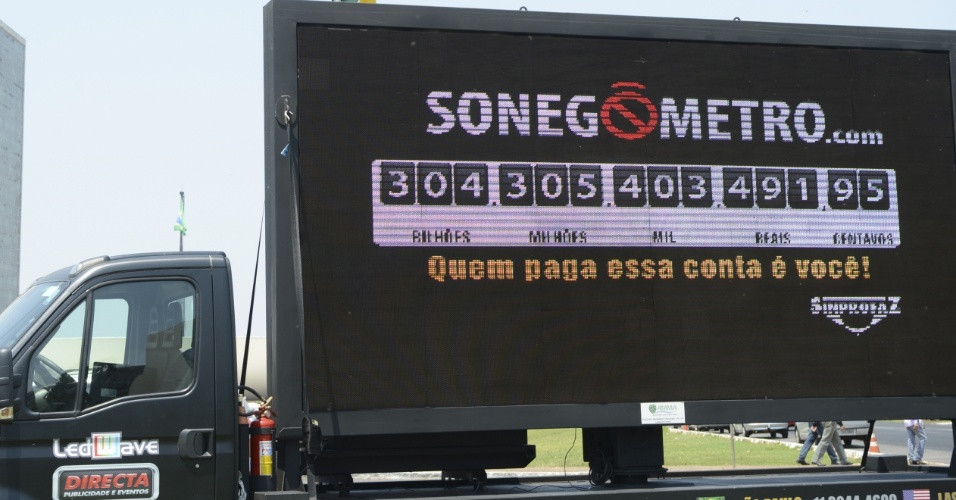 SONEGÔMETRO.com
304.305.403.491,95
BILHÕES MILHÕES MIL REAIS CENTAVOS
Quem paga essa conta é você!
SINPROFAZ
LedWave
DIRECTA
PUBLICIDADE E EVENTOS